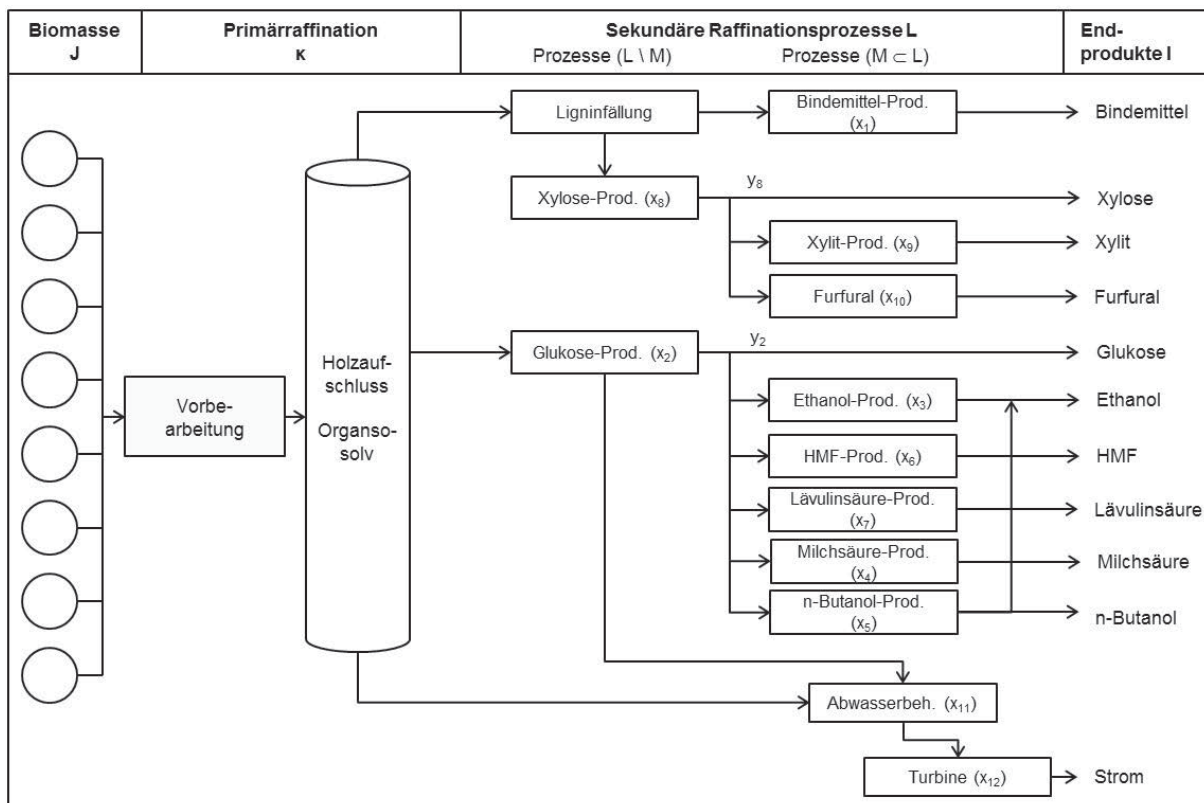 Biomasse
J
Primärraffination
κ
Sekundäre Raffinationsprozesse L
Prozesse (L \ M)
Prozesse (M ⊂ L)
End-
produkte I
Ligninfällung
Bindemittel-Prod.
(x₁)
Bindemittel
Xylose-Prod. (x₈)
y₈
Xylose
Xylit-Prod. (x₉)
Xylit
Furfural (x₁₀)
Furfural
Vorbe-
arbeitung
Holzauf-
schluss
Organso-
solv
Glukose-Prod. (x₂)
y₂
Glukose
Ethanol-Prod. (x₃)
Ethanol
HMF-Prod. (x₆)
HMF
Lävulinsäure-Prod.
(x₇)
Lävulinsäure
Milchsäure-Prod.
(x₄)
Milchsäure
n-Butanol-Prod.
(x₅)
n-Butanol
Abwasserbeh. (x₁₁)
Turbine (x₁₂)
Strom